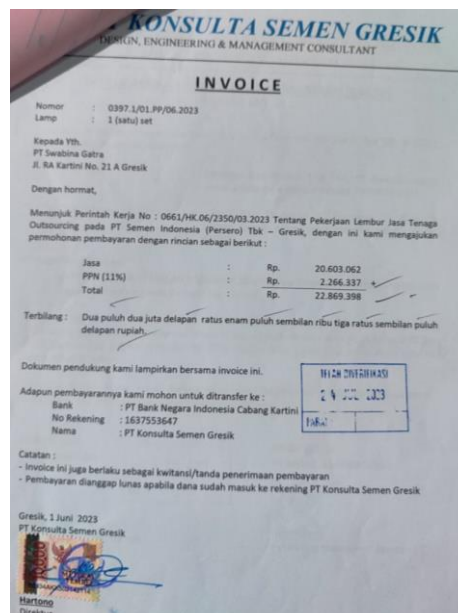 KONSULTA SEMEN GRESIK
DESIGN, ENGINEERING & MANAGEMENT CONSULTANT
INVOICE
Nomor : 0397.1/01.PP/06.2023
Lamp : 1 (satu) set
Kepada Yth.
PT Swabina Gatra
Jl. RA Kartini No. 21 A Gresik
Dengan hormat,
Menunjuk Perintah Kerja No : 0661/HK.06/2350/03.2023 Tentang Pekerjaan Lembur Jasa Tenaga
Outsourcing pada PT Semen Indonesia (Persero) Tbk – Gresik, dengan ini kami mengajukan
permohonan pembayaran dengan rincian sebagai berikut :
Jasa : Rp. 20.603.062
PPN (11%) : Rp. 2.266.337 +
Total : Rp. 22.869.398
Terbilang : Dua puluh dua juta delapan ratus enam puluh sembilan ribu tiga ratus sembilan puluh
delapan rupiah.
Dokumen pendukung kami lampirkan bersama invoice ini.
TELAH DIVERIFIKASI
2023
PARAF :
Adapun pembayarannya kami mohon untuk ditransfer ke :
Bank : PT Bank Negara Indonesia Cabang Kartini
No Rekening : 1637553647
Nama : PT Konsulta Semen Gresik
Catatan :
- Invoice ini juga berlaku sebagai kwitansi/tanda penerimaan pembayaran
- Pembayaran dianggap lunas apabila dana sudah masuk ke rekening PT Konsulta Semen Gresik
Gresik, 1 Juni 2023
PT Konsulta Semen Gresik
Hartono
Direktur